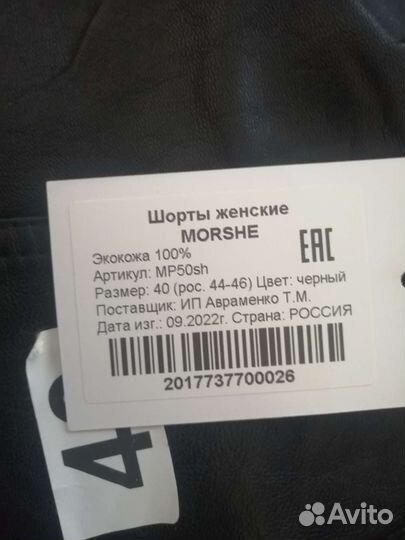 Шорты женские
MORSHE
Экокожа 100%
Артикул: MP50sh
Размер: 40 (рос. 44-46) Цвет: черный
Поставщик: ИП Авраменко Т.М.
Дата изг.: 09.2022г. Страна: РОССИЯ
EAC
2017737700026
Avito